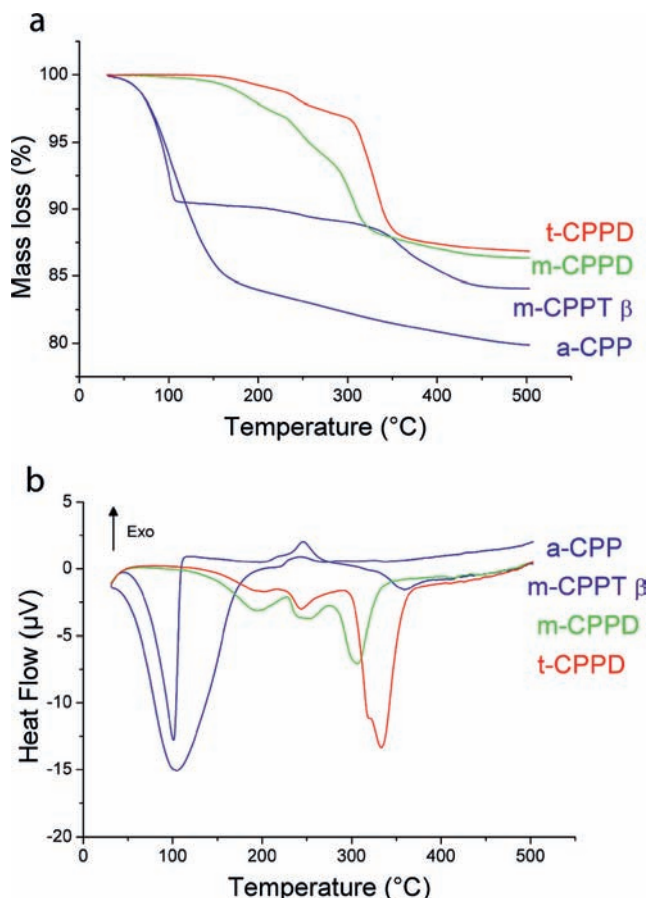 a
100
95
90
85
80
Mass loss (%)
t-CPPD
m-CPPD
m-CPPT β
a-CPP
0 100 200 300 400 500
Temperature (°C)
b
5
0
-5
-10
-15
-20
Heat Flow (µV)
Exo
a-CPP
m-CPPT β
m-CPPD
t-CPPD
0 100 200 300 400 500
Temperature (°C)